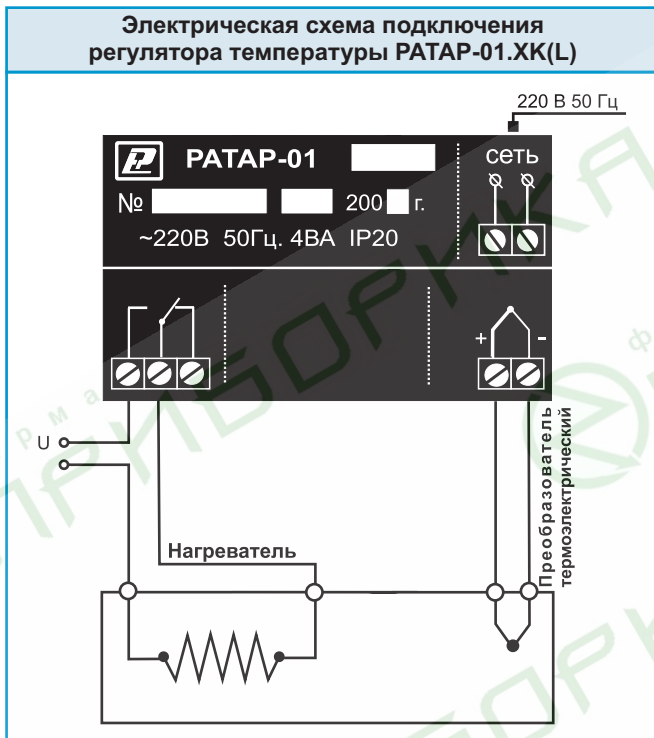 Электрическая схема подключения
регулятора температуры РАТАР-01.ХК(L)
220 В 50 Гц
РАТАР-01
сеть
№ 200 г.
~220В 50Гц. 4ВА IP20
+ -
U
Нагреватель
Преобразователь
термоэлектрический
ПРИБОРИКА